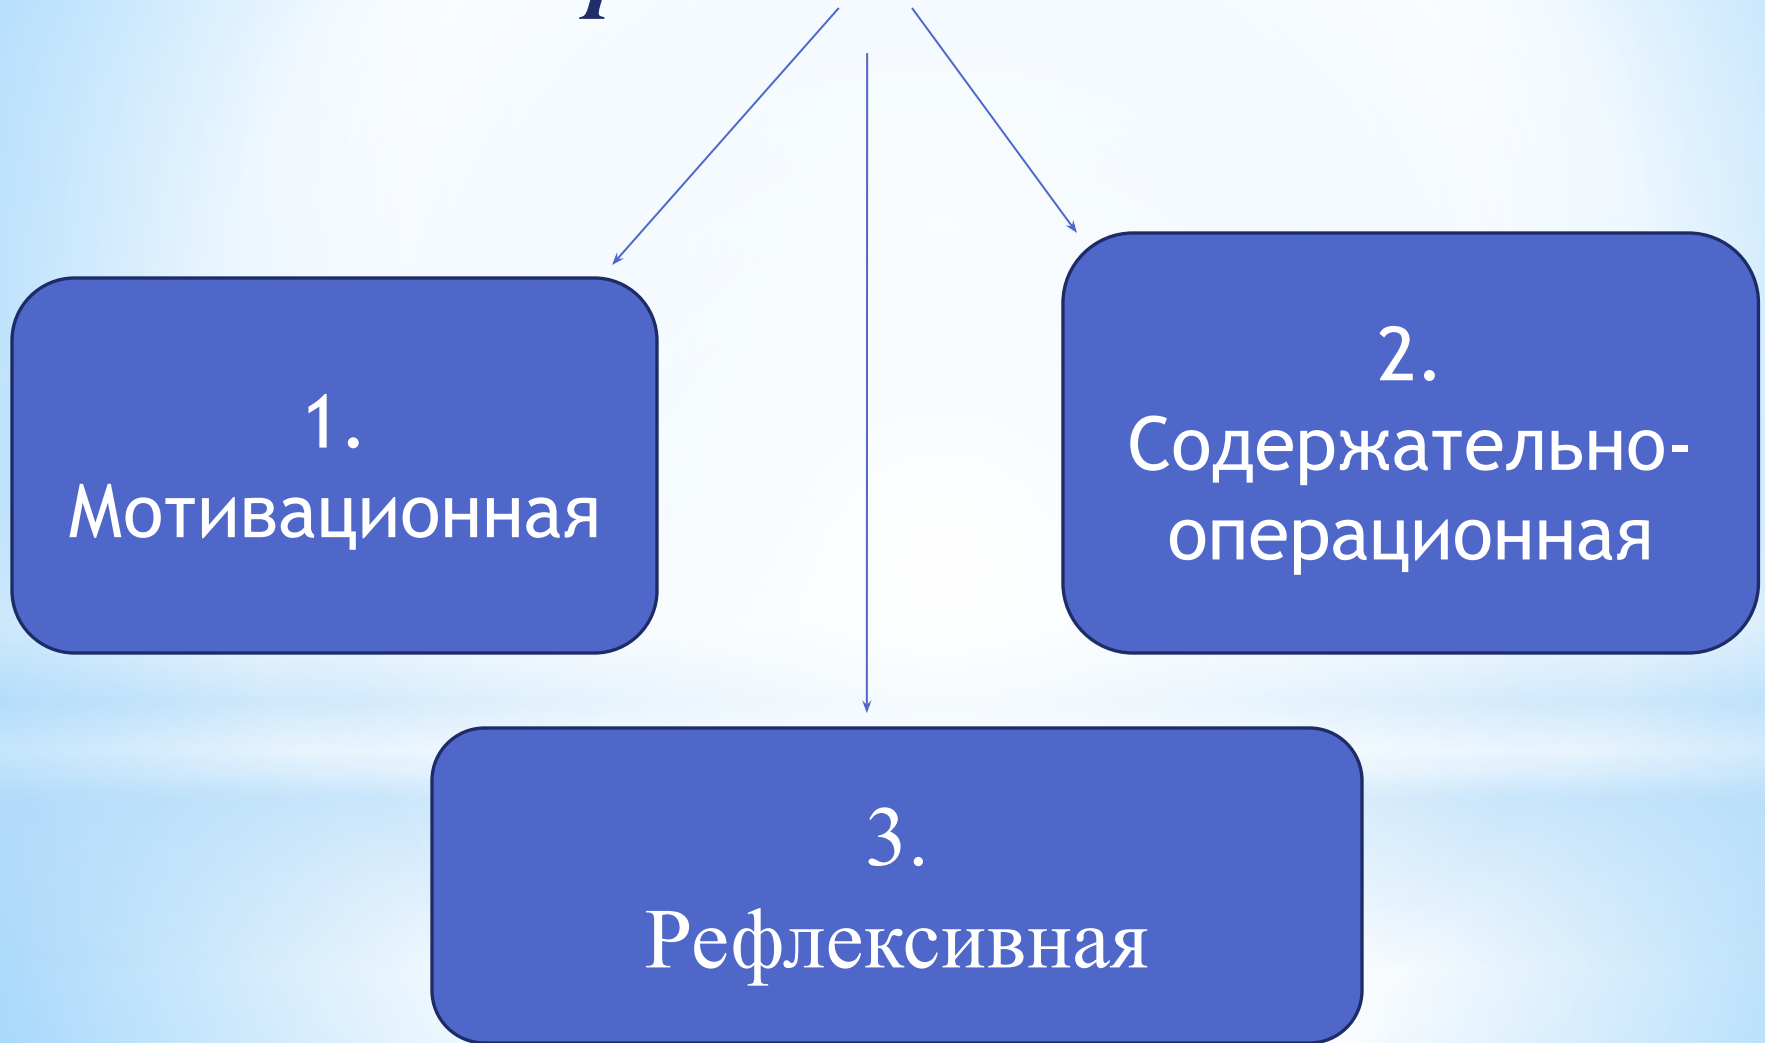 1.
Мотивационная
2.
Содержательно-
операционная
3.
Рефлексивная